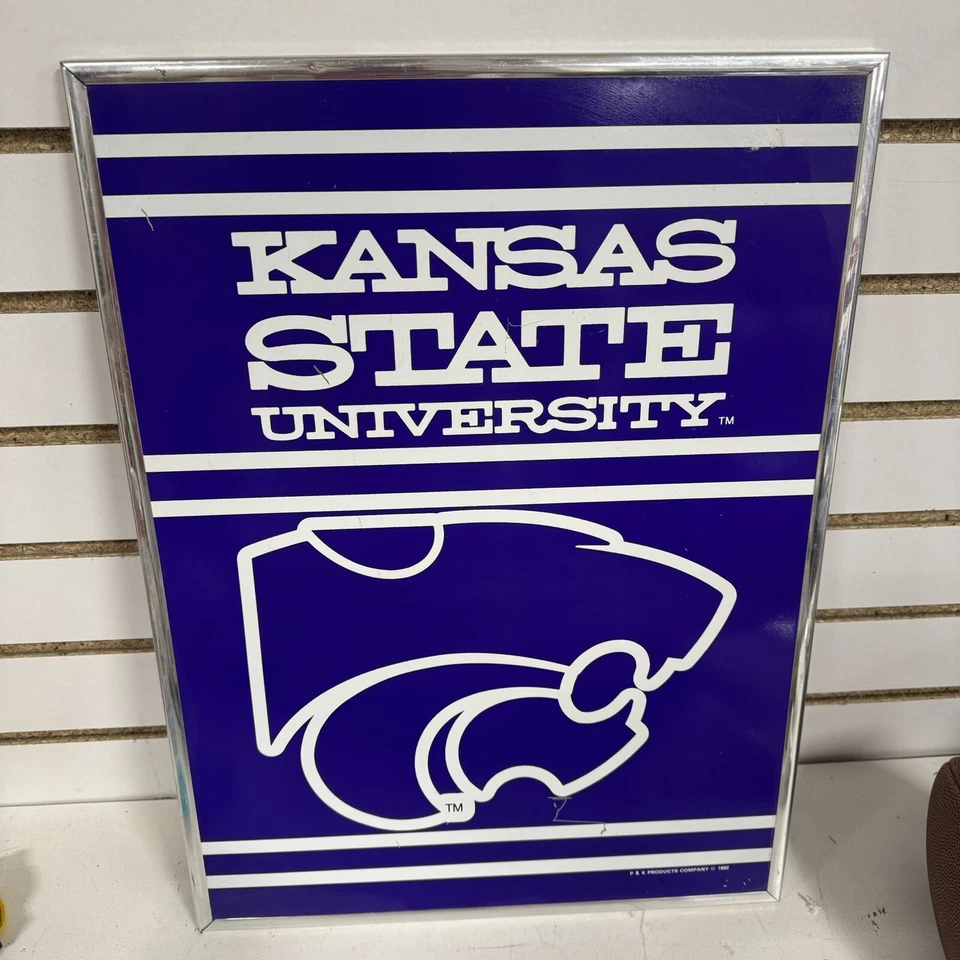 KANSAS
STATE
UNIVERSITY™
TM
P & K PRODUCTS COMPANY © 1992